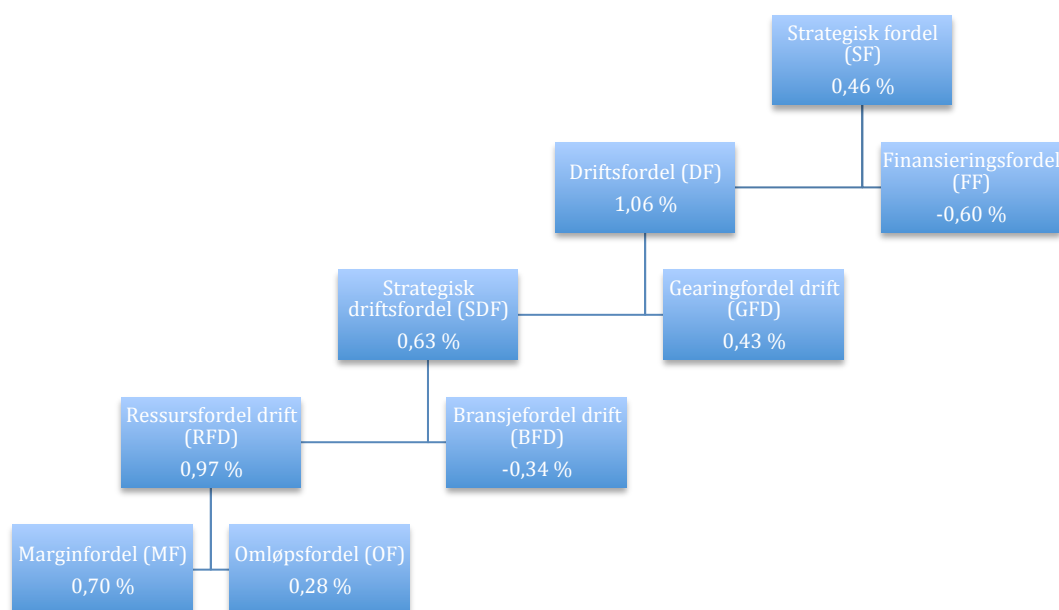 Strategisk fordel
(SF)
0,46 %
Driftsfordel (DF)
1,06 %
Finansieringsfordel
(FF)
-0,60 %
Strategisk
driftsfordel (SDF)
0,63 %
Gearingfordel drift
(GFD)
0,43 %
Ressursfordel drift
(RFD)
0,97 %
Bransjefordel drift
(BFD)
-0,34 %
Marginfordel (MF)
0,70 %
Omløpsfordel (OF)
0,28 %